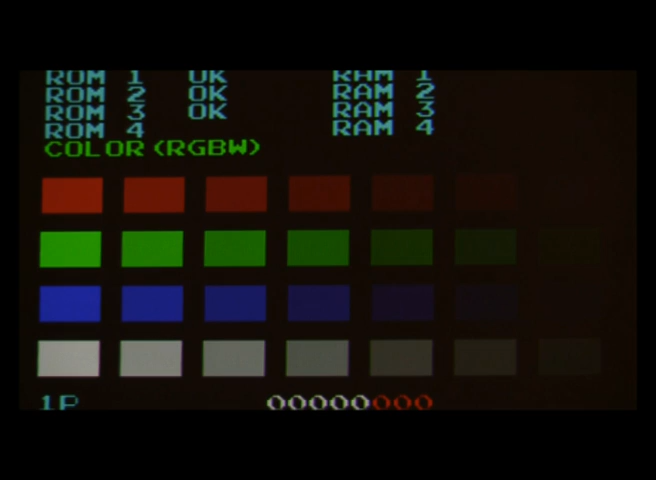 ROM 1 OK RAM 1
ROM 2 OK RAM 2
ROM 3 OK RAM 3
ROM 4 RAM 4
COLOR (RGBW)
1P 00000000